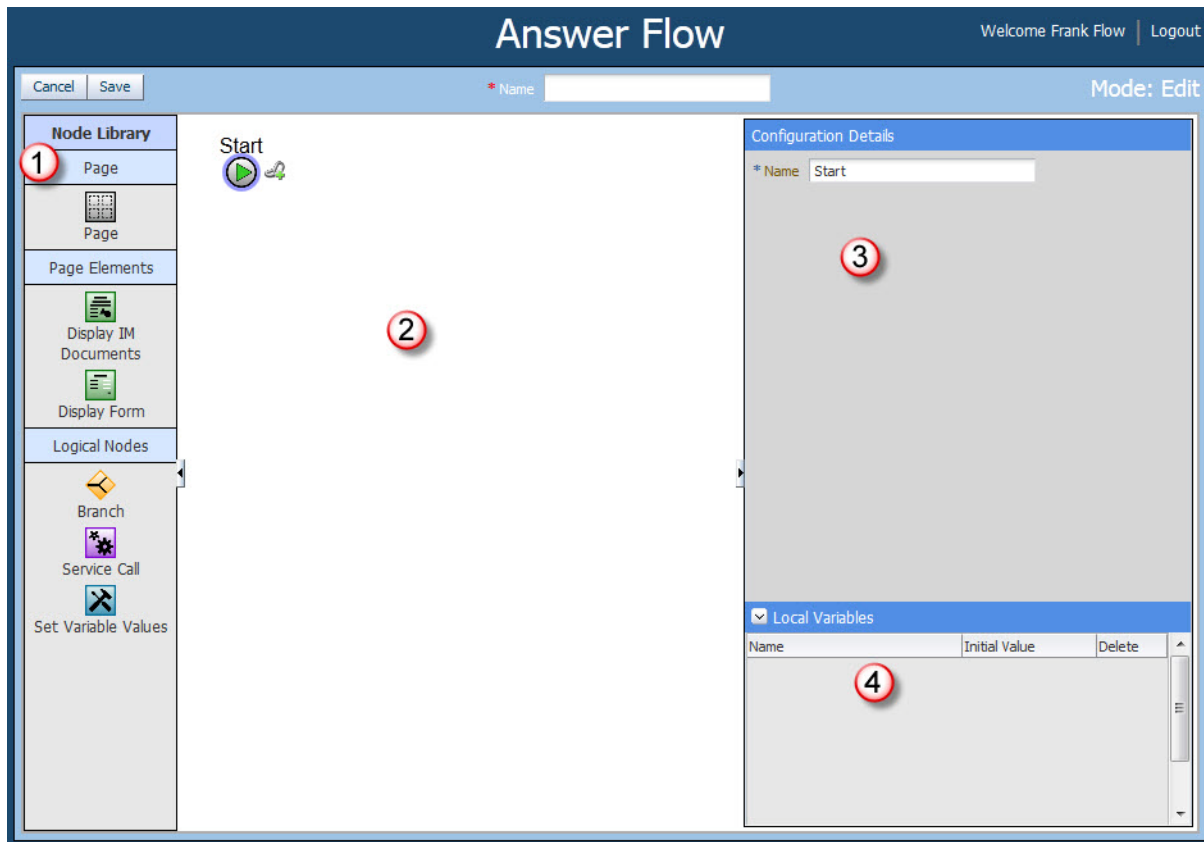 Answer Flow
Welcome Frank Flow | Logout
Cancel Save
* Name
Mode: Edit
Node Library
1
Page
Page
Page Elements
Display IM
Documents
Display Form
Logical Nodes
Branch
Service Call
Set Variable Values
Start
2
Configuration Details
* Name Start
3
Local Variables
Name Initial Value Delete
4